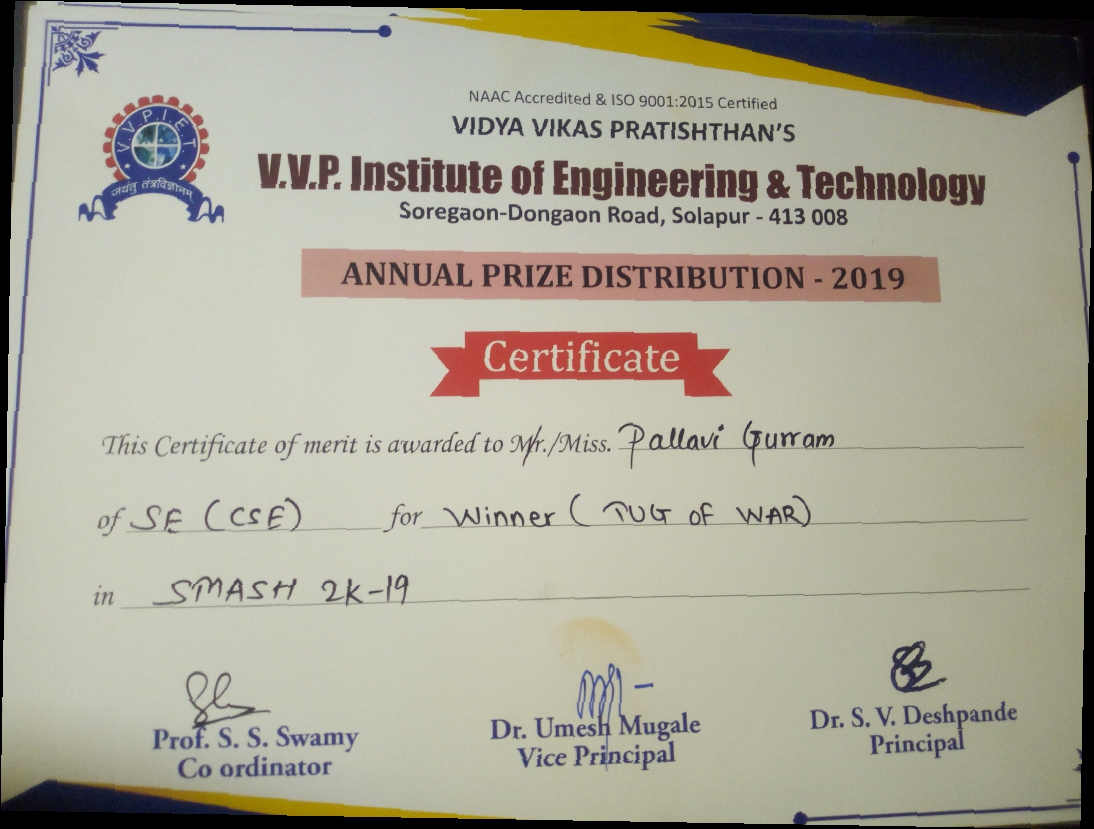 NAAC Accredited & ISO 9001:2015 Certified
VIDYA VIKAS PRATISHTHAN'S
V.V.P.I.E.T.
जयतु तंत्रविज्ञानम्
V.V.P. Institute of Engineering & Technology
Soregaon-Dongaon Road, Solapur - 413 008
ANNUAL PRIZE DISTRIBUTION - 2019
Certificate
This Certificate of merit is awarded to Mr./Miss. Pallavi Gurram
of SE (CSE) for Winner ( TUG OF WAR)
in SMASH 2K-19
Prof. S. S. Swamy
Co ordinator
Dr. Umesh Mugale
Vice Principal
Dr. S. V. Deshpande
Principal